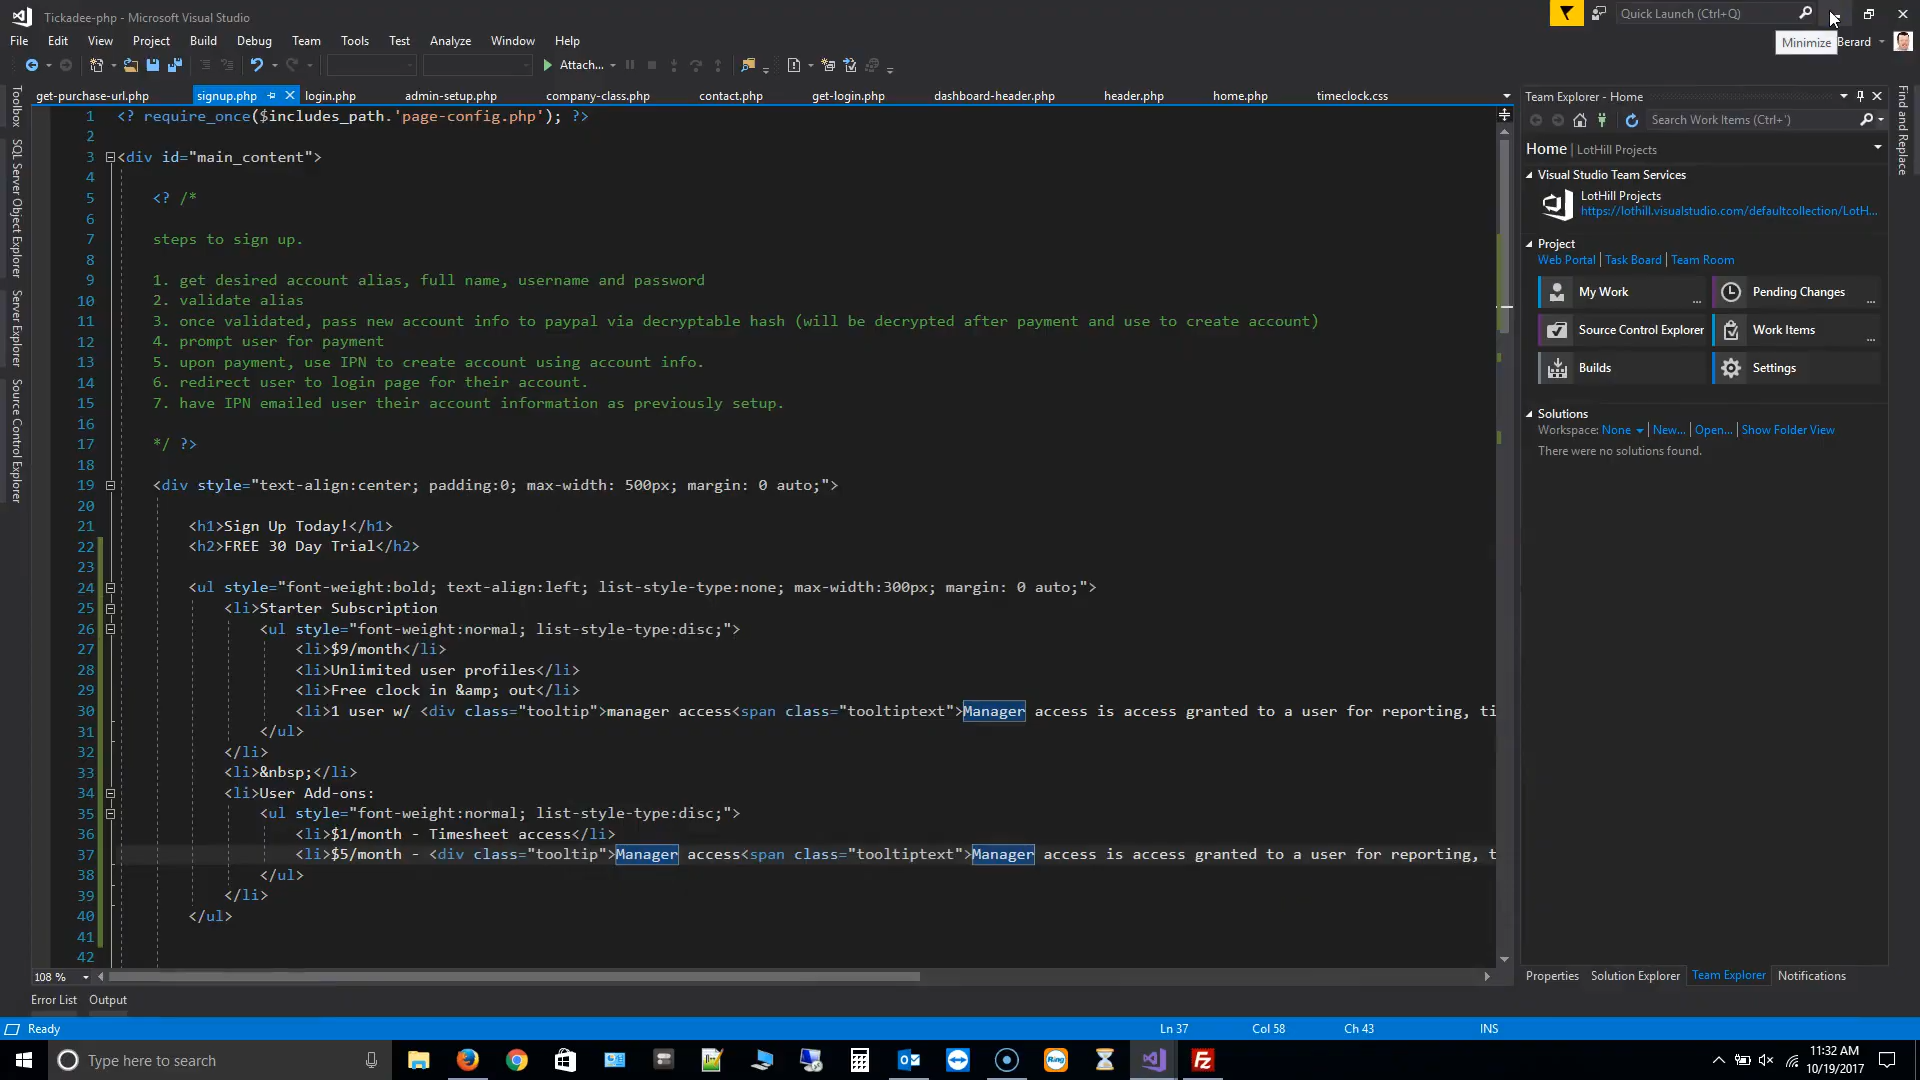 Tickadee-php - Microsoft Visual Studio
Quick Launch (Ctrl+Q)
File Edit View Project Build Debug Team Tools Test Analyze Window Help
Minimize
Berard
Attach...
get-purchase-url.php signup.php login.php admin-setup.php company-class.php contact.php get-login.php dashboard-header.php header.php home.php timeclock.css
Toolbox
SQL Server Object Explorer
Server Explorer
Source Control Explorer
1 <? require_once($includes_path.'page-config.php'); ?>
2
3 <div id="main_content">
4
5 <? /*
6
7 steps to sign up.
8
9 1. get desired account alias, full name, username and password
10 2. validate alias
11 3. once validated, pass new account info to paypal via decryptable hash (will be decrypted after payment and use to create account)
12 4. prompt user for payment
13 5. upon payment, use IPN to create account using account info.
14 6. redirect user to login page for their account.
15 7. have IPN emailed user their account information as previously setup.
16
17 */ ?>
18
19 <div style="text-align:center; padding:0; max-width: 500px; margin: 0 auto;">
20
21 <h1>Sign Up Today!</h1>
22 <h2>FREE 30 Day Trial</h2>
23
24 <ul style="font-weight:bold; text-align:left; list-style-type:none; max-width:300px; margin: 0 auto;">
25 <li>Starter Subscription
26 <ul style="font-weight:normal; list-style-type:disc;">
27 <li>$9/month</li>
28 <li>Unlimited user profiles</li>
29 <li>Free clock in &amp; out</li>
30 <li>1 user w/ <div class="tooltip">manager access<span class="tooltiptext">Manager access is access granted to a user for reporting, ti
31 </ul>
32 </li>
33 <li>&nbsp;</li>
34 <li>User Add-ons:
35 <ul style="font-weight:normal; list-style-type:disc;">
36 <li>$1/month - Timesheet access</li>
37 <li>$5/month - <div class="tooltip">Manager access<span class="tooltiptext">Manager access is access granted to a user for reporting, t
38 </ul>
39 </li>
40 </ul>
41
42
108 %
Error List Output
Team Explorer - Home
Search Work Items (Ctrl+')
Home | LotHill Projects
Visual Studio Team Services
LotHill Projects
https://lothill.visualstudio.com/defaultcollection/LotH...
Project
Web Portal | Task Board | Team Room
My Work ... Pending Changes ...
Source Control Explorer Work Items ...
Builds Settings
Solutions
Workspace: None | New... | Open... | Show Folder View
There were no solutions found.
Properties Solution Explorer Team Explorer Notifications
Find and Replace
Ready Ln 37 Col 58 Ch 43 INS
Type here to search
Ring
11:32 AM
10/19/2017